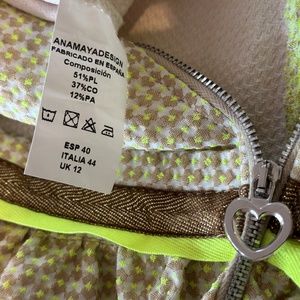 ANAMAYADESIGN
FABRICADO EN ESPAÑA
Composición
51%PL
37%CO
12%PA
ESP 40
ITALIA 44
UK 12